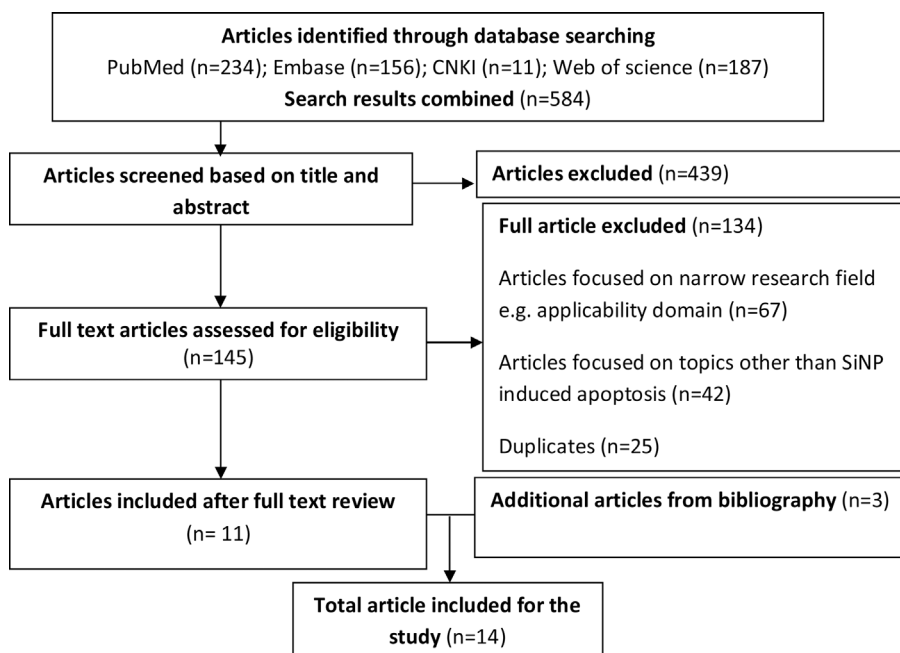 Articles identified through database searching
PubMed (n=234); Embase (n=156); CNKI (n=11); Web of science (n=187)
Search results combined (n=584)
Articles screened based on title and
abstract
Articles excluded (n=439)
Full article excluded (n=134)
Articles focused on narrow research field
e.g. applicability domain (n=67)
Articles focused on topics other than SiNP
induced apoptosis (n=42)
Duplicates (n=25)
Full text articles assessed for eligibility
(n=145)
Articles included after full text review
(n= 11)
Additional articles from bibliography (n=3)
Total article included for the
study (n=14)